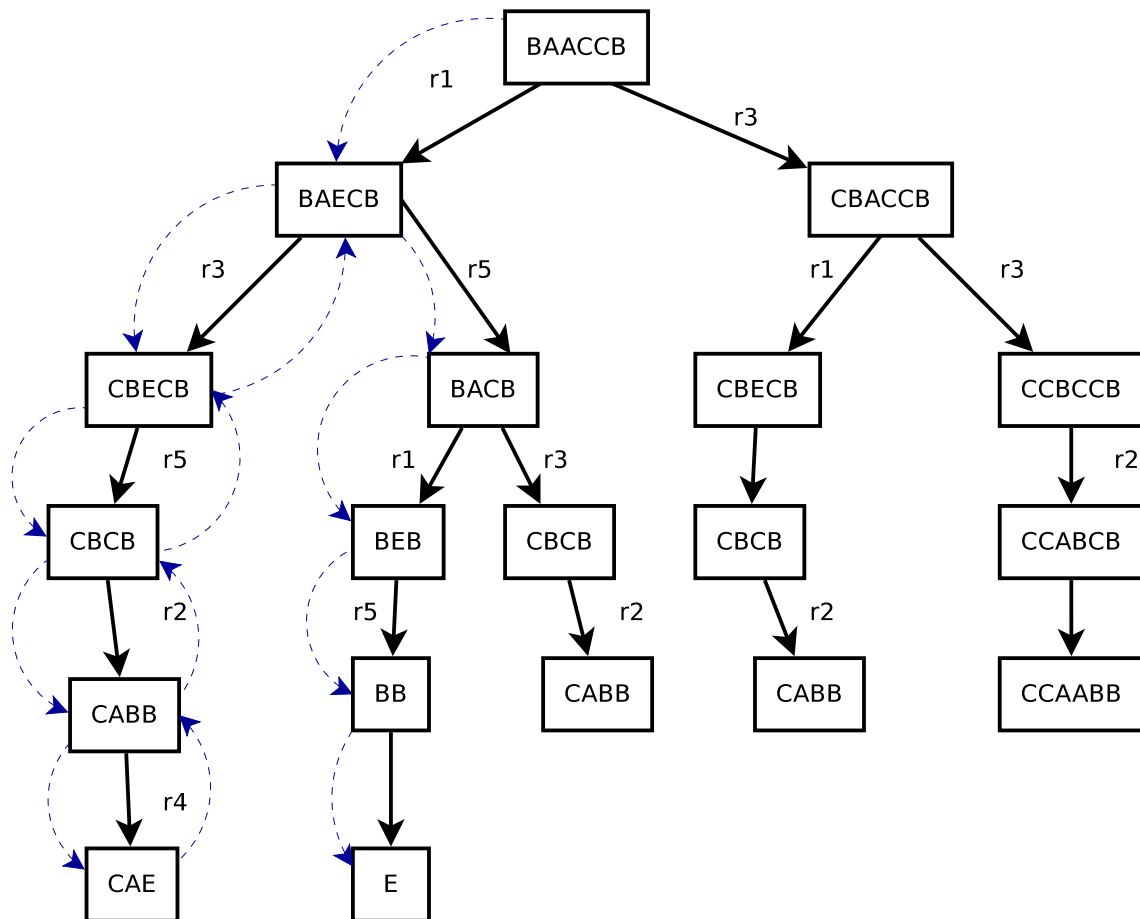 BAACCB
r1
r3
BAECB
CBACCB
r3
r5
r1
r3
CBECB
BACB
CBECB
CCBCCB
r5
r1
r3
r2
CBCB
BEB
CBCB
CBCB
CCABCB
r2
r5
r2
r2
CABB
BB
CABB
CABB
CCAABB
r4
CAE
E